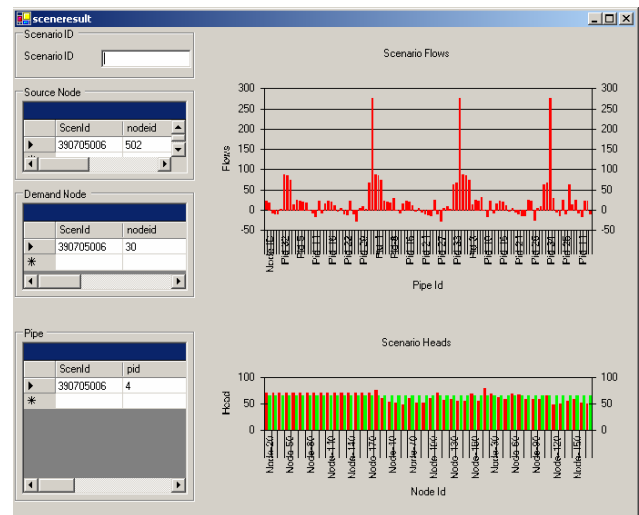 sceneresult
Scenario ID
Scenario ID
Source Node
ScenId nodeid
390705006 502
Demand Node
ScenId nodeid
390705006 30
Pipe
ScenId pid
390705006 4
Scenario Flows
300 300
250 250
200 200
150 150
100 100
50 50
0 0
-50 -50
Flows
Pipe Id
Scenario Heads
100 100
50 50
0 0
Head
Node-20 Node-50 Node-80 Node-110 Node-140 Node-170 Node-10 Node-70 Node-100 Node-130 Node-160 Node-30 Node-60 Node-90 Node-120 Node-150
Node Id